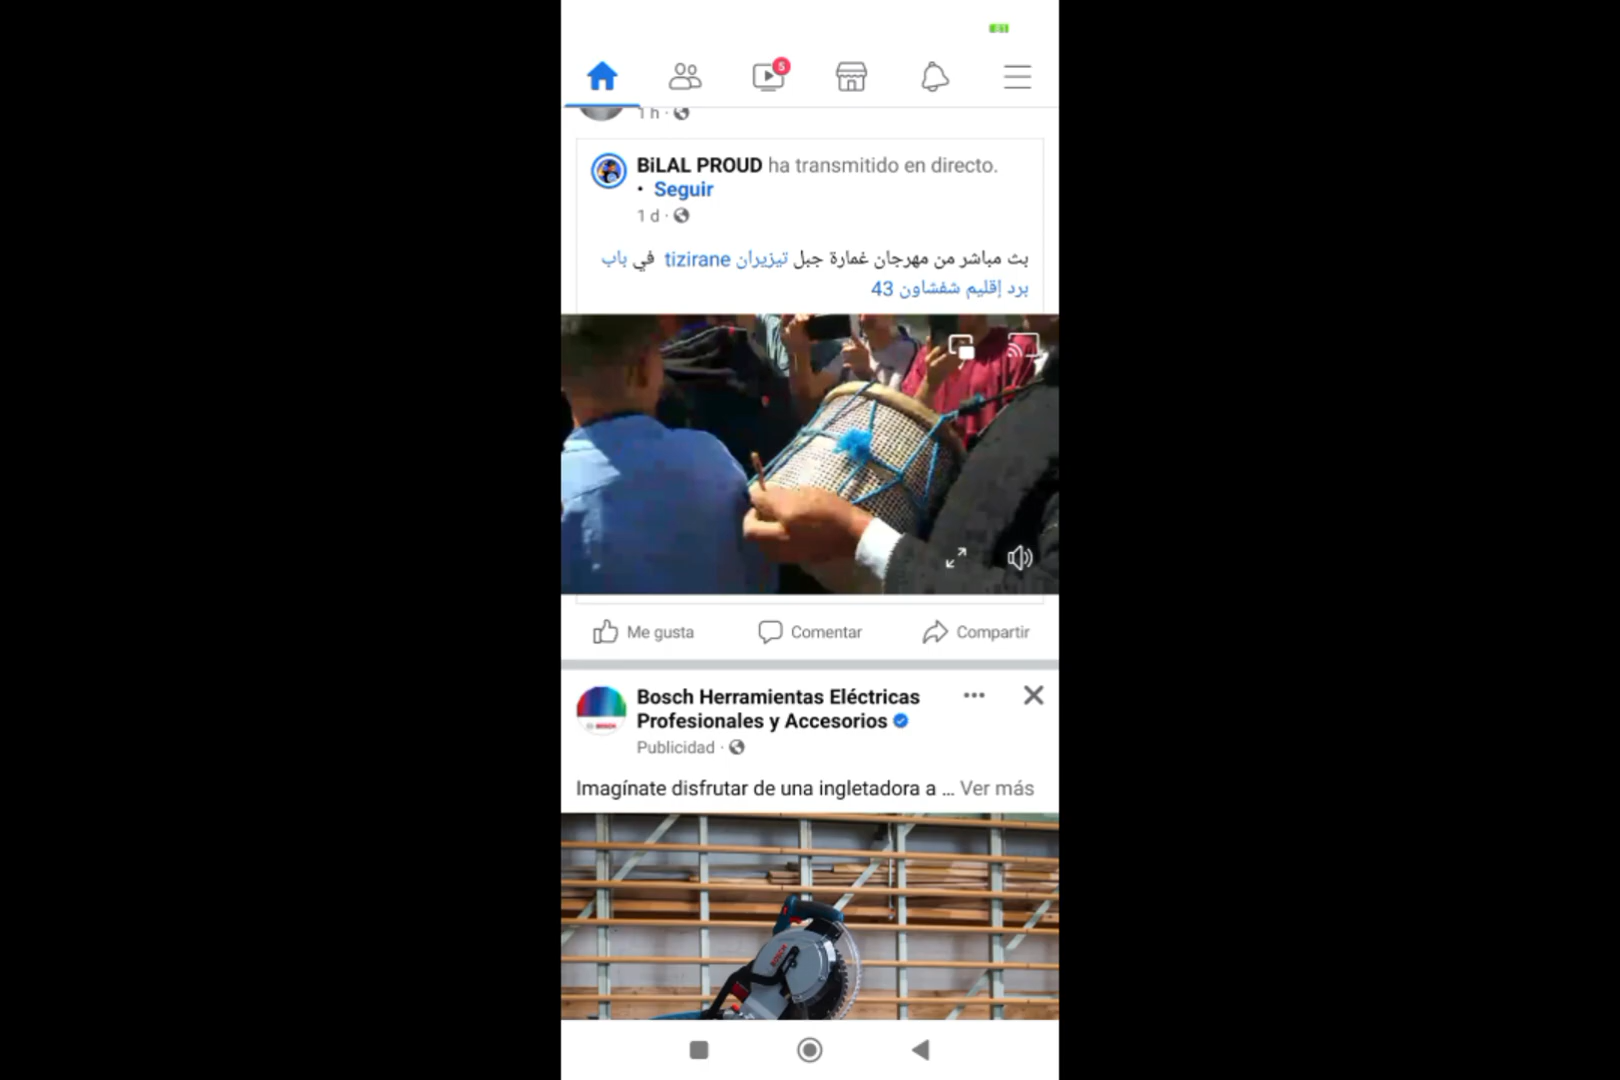 5
1 h ·
BiLAL PROUD ha transmitido en directo.
· Seguir
1 d ·
بث مباشر من مهرجان غمارة جبل تيزيران tizirane في باب
برد إقليم شفشاون 43
Me gusta
Comentar
Compartir
Bosch Herramientas Eléctricas
Profesionales y Accesorios
Publicidad ·
Imagínate disfrutar de una ingletadora a ... Ver más
BOSCH